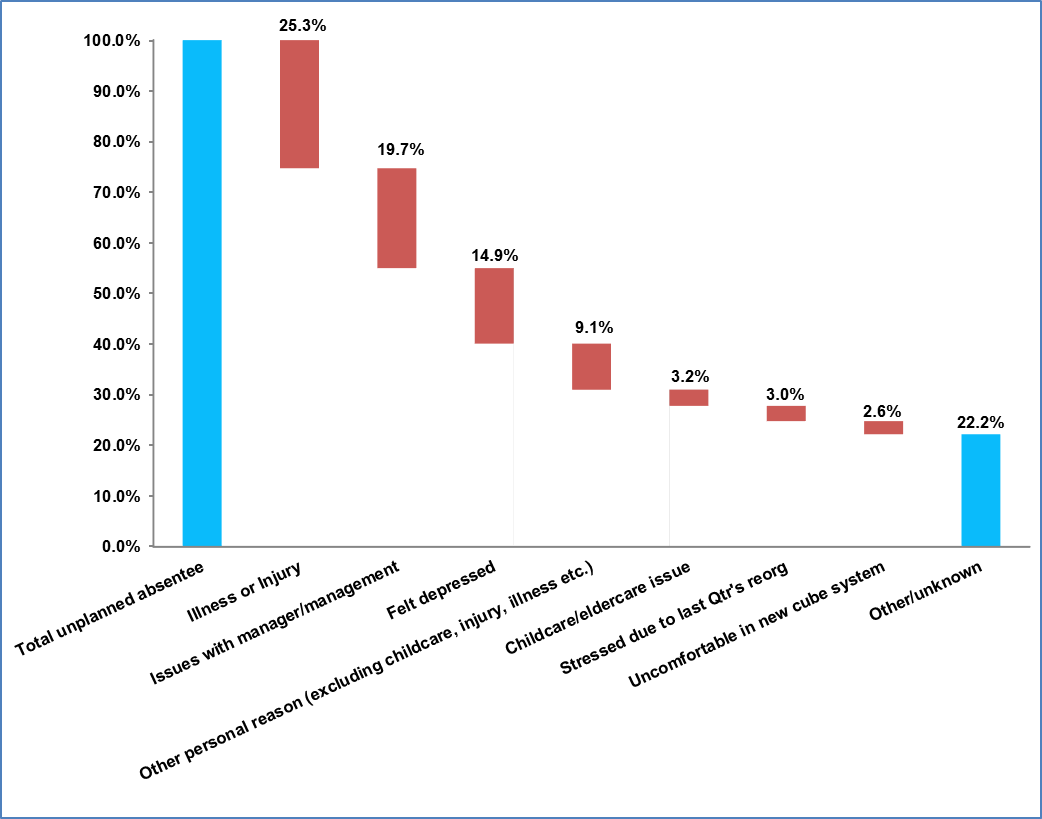 25.3%
100.0%
90.0%
80.0%
19.7%
70.0%
60.0%
14.9%
50.0%
40.0%
9.1%
3.2%
30.0%
3.0%
2.6%
22.2%
20.0%
10.0%
0.0%
Total unplanned absentee
Illness or Injury
Issues with manager/management
Felt depressed
Other personal reason (excluding childcare, injury, illness etc.)
Childcare/eldercare issue
Stressed due to last Qtr's reorg
Uncomfortable in new cube system
Other/unknown